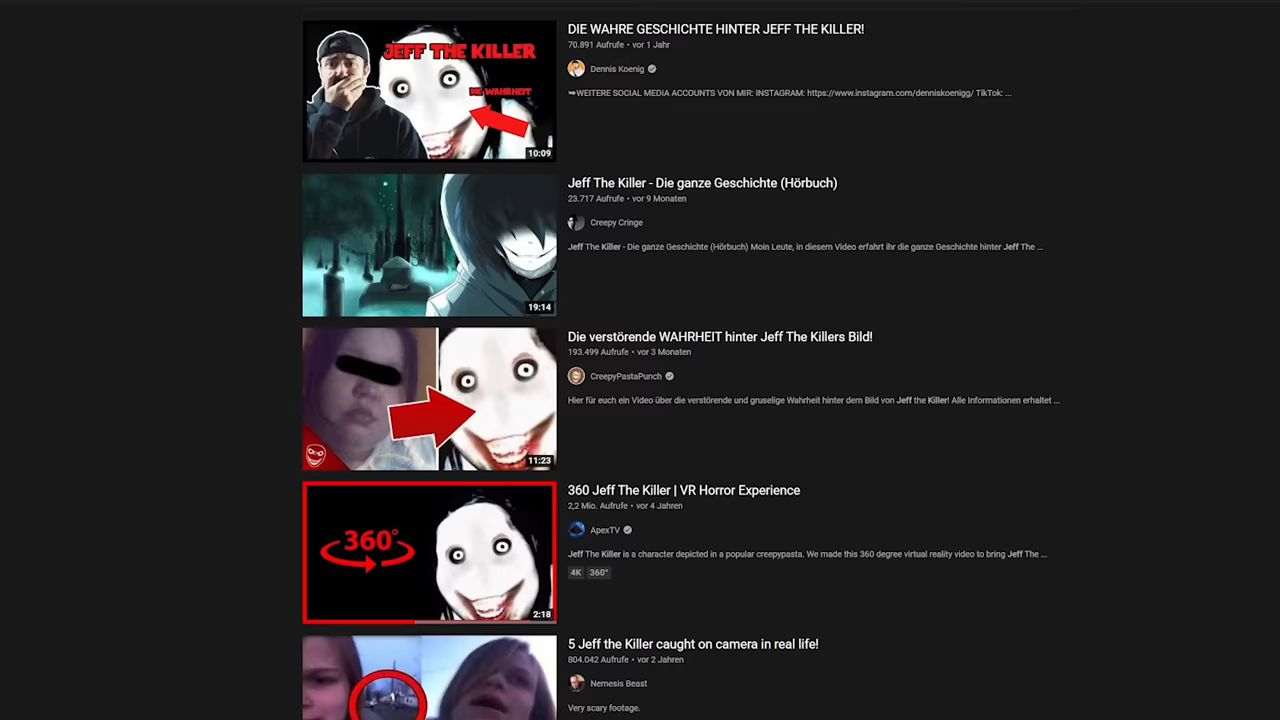 JEFF THE KILLER
DIE WAHRHEIT
10:09
DIE WAHRE GESCHICHTE HINTER JEFF THE KILLER!
70.891 Aufrufe • vor 1 Jahr
Dennis Koenig
➥WEITERE SOCIAL MEDIA ACCOUNTS VON MIR: INSTAGRAM: https://www.instagram.com/denniskoenigg/ TikTok: ...
19:14
Jeff The Killer - Die ganze Geschichte (Hörbuch)
23.717 Aufrufe • vor 9 Monaten
Creepy Cringe
Jeff The Killer - Die ganze Geschichte (Hörbuch) Moin Leute, in diesem Video erfahrt ihr die ganze Geschichte hinter Jeff The ...
11:23
Die verstörende WAHRHEIT hinter Jeff The Killers Bild!
193.499 Aufrufe • vor 3 Monaten
CreepyPastaPunch
Hier für euch ein Video über die verstörende und gruselige Wahrheit hinter dem Bild von Jeff the Killer! Alle Informationen erhaltet ...
360°
2:18
360 Jeff The Killer | VR Horror Experience
2,2 Mio. Aufrufe • vor 4 Jahren
ApexTV
Jeff The Killer is a character depicted in a popular creepypasta. We made this 360 degree virtual reality video to bring Jeff The ...
4K 360°
5 Jeff the Killer caught on camera in real life!
804.042 Aufrufe • vor 2 Jahren
Nemesis Beast
Very scary footage.